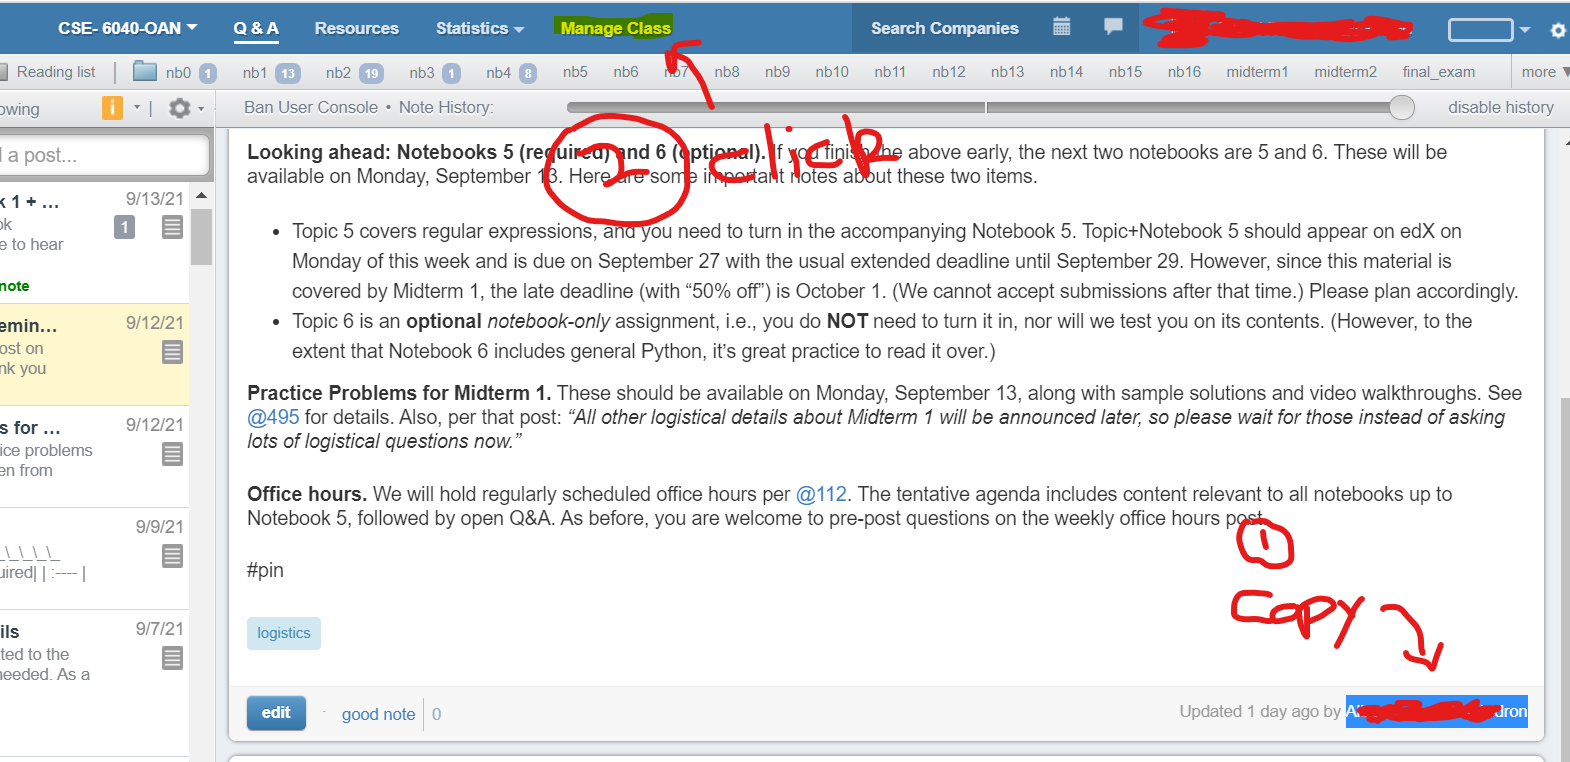 CSE- 6040-OAN Q & A Resources Statistics Manage Class Search Companies
Reading list nb0 1 nb1 13 nb2 19 nb3 1 nb4 8 nb5 nb6 nb7 nb8 nb9 nb10 nb11 nb12 nb13 nb14 nb15 nb16 midterm1 midterm2 final_exam more
owing i Ban User Console • Note History: disable history
a post...
k 1 + ... 9/13/21
ok 1
e to hear
note
emin... 9/12/21
ost on
nk you
s for ... 9/12/21
ice problems
en from
9/9/21
_\_\_\_\_
uired| | :---- |
ils 9/7/21
ted to the
needed. As a
2 click
Looking ahead: Notebooks 5 (required) and 6 (optional). If you finish the above early, the next two notebooks are 5 and 6. These will be
available on Monday, September 13. Here are some important notes about these two items.
• Topic 5 covers regular expressions, and you need to turn in the accompanying Notebook 5. Topic+Notebook 5 should appear on edX on
Monday of this week and is due on September 27 with the usual extended deadline until September 29. However, since this material is
covered by Midterm 1, the late deadline (with “50% off”) is October 1. (We cannot accept submissions after that time.) Please plan accordingly.
• Topic 6 is an optional notebook-only assignment, i.e., you do NOT need to turn it in, nor will we test you on its contents. (However, to the
extent that Notebook 6 includes general Python, it’s great practice to read it over.)
Practice Problems for Midterm 1. These should be available on Monday, September 13, along with sample solutions and video walkthroughs. See
@495 for details. Also, per that post: “All other logistical details about Midterm 1 will be announced later, so please wait for those instead of asking
lots of logistical questions now.”
Office hours. We will hold regularly scheduled office hours per @112. The tentative agenda includes content relevant to all notebooks up to
Notebook 5, followed by open Q&A. As before, you are welcome to pre-post questions on the weekly office hours post.
#pin
1
copy
logistics
edit · good note 0 Updated 1 day ago by
dron